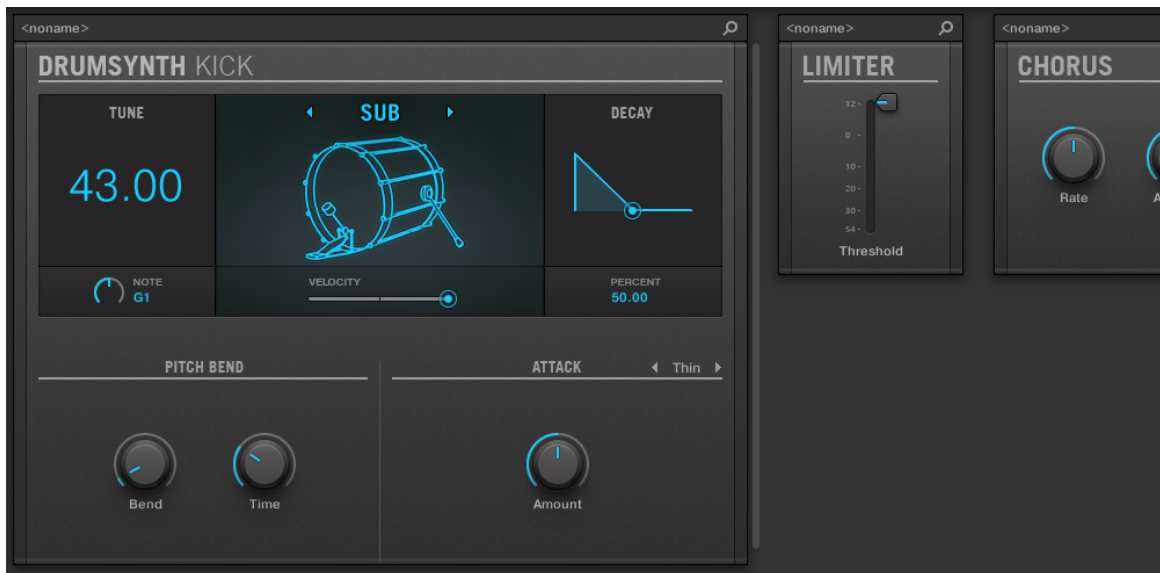 <noname>
DRUMSYNTH KICK
TUNE
SUB
DECAY
43.00
NOTE
G1
VELOCITY
PERCENT
50.00
PITCH BEND
ATTACK
Thin
Bend
Time
Amount
<noname>
LIMITER
12
0
10
20
30
54
Threshold
<noname>
CHORUS
Rate
A